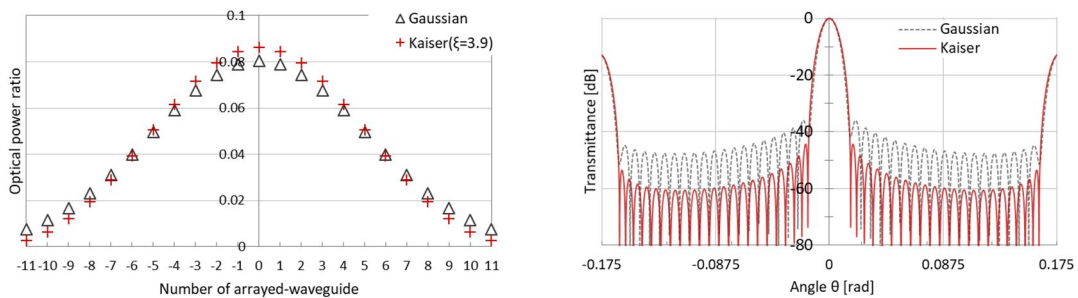 0.1
△ Gaussian
+ Kaiser(ξ=3.9)
0.08
0.06
0.04
0.02
0
Optical power ratio
-11 -10 -9 -8 -7 -6 -5 -4 -3 -2 -1 0 1 2 3 4 5 6 7 8 9 10 11
Number of arrayed-waveguide
0
Gaussian
Kaiser
-20
-40
-60
-80
Transmittance [dB]
-0.175 -0.0875 0 0.0875 0.175
Angle θ [rad]